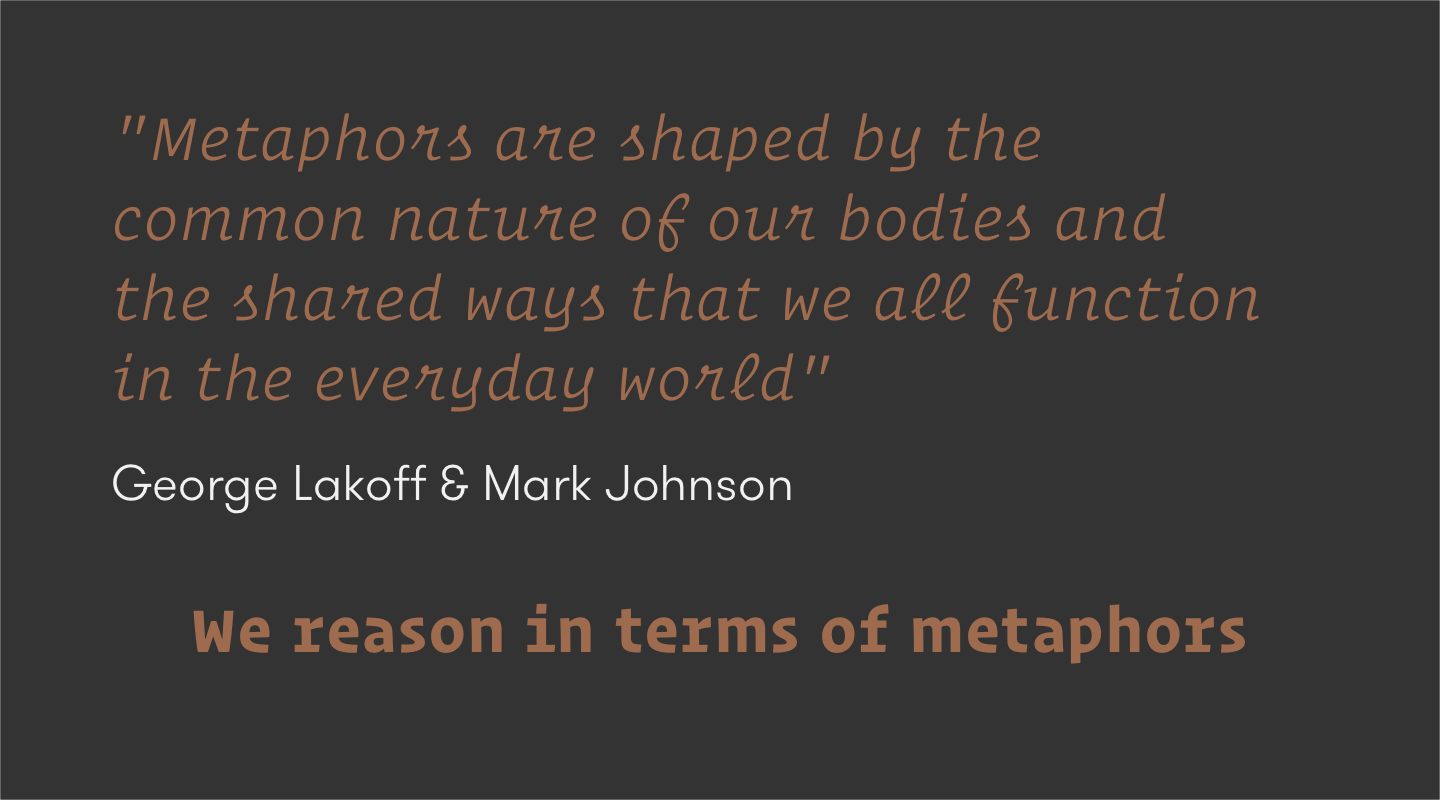 "Metaphors are shaped by the
common nature of our bodies and
the shared ways that we all function
in the everyday world"
George Lakoff & Mark Johnson
We reason in terms of metaphors